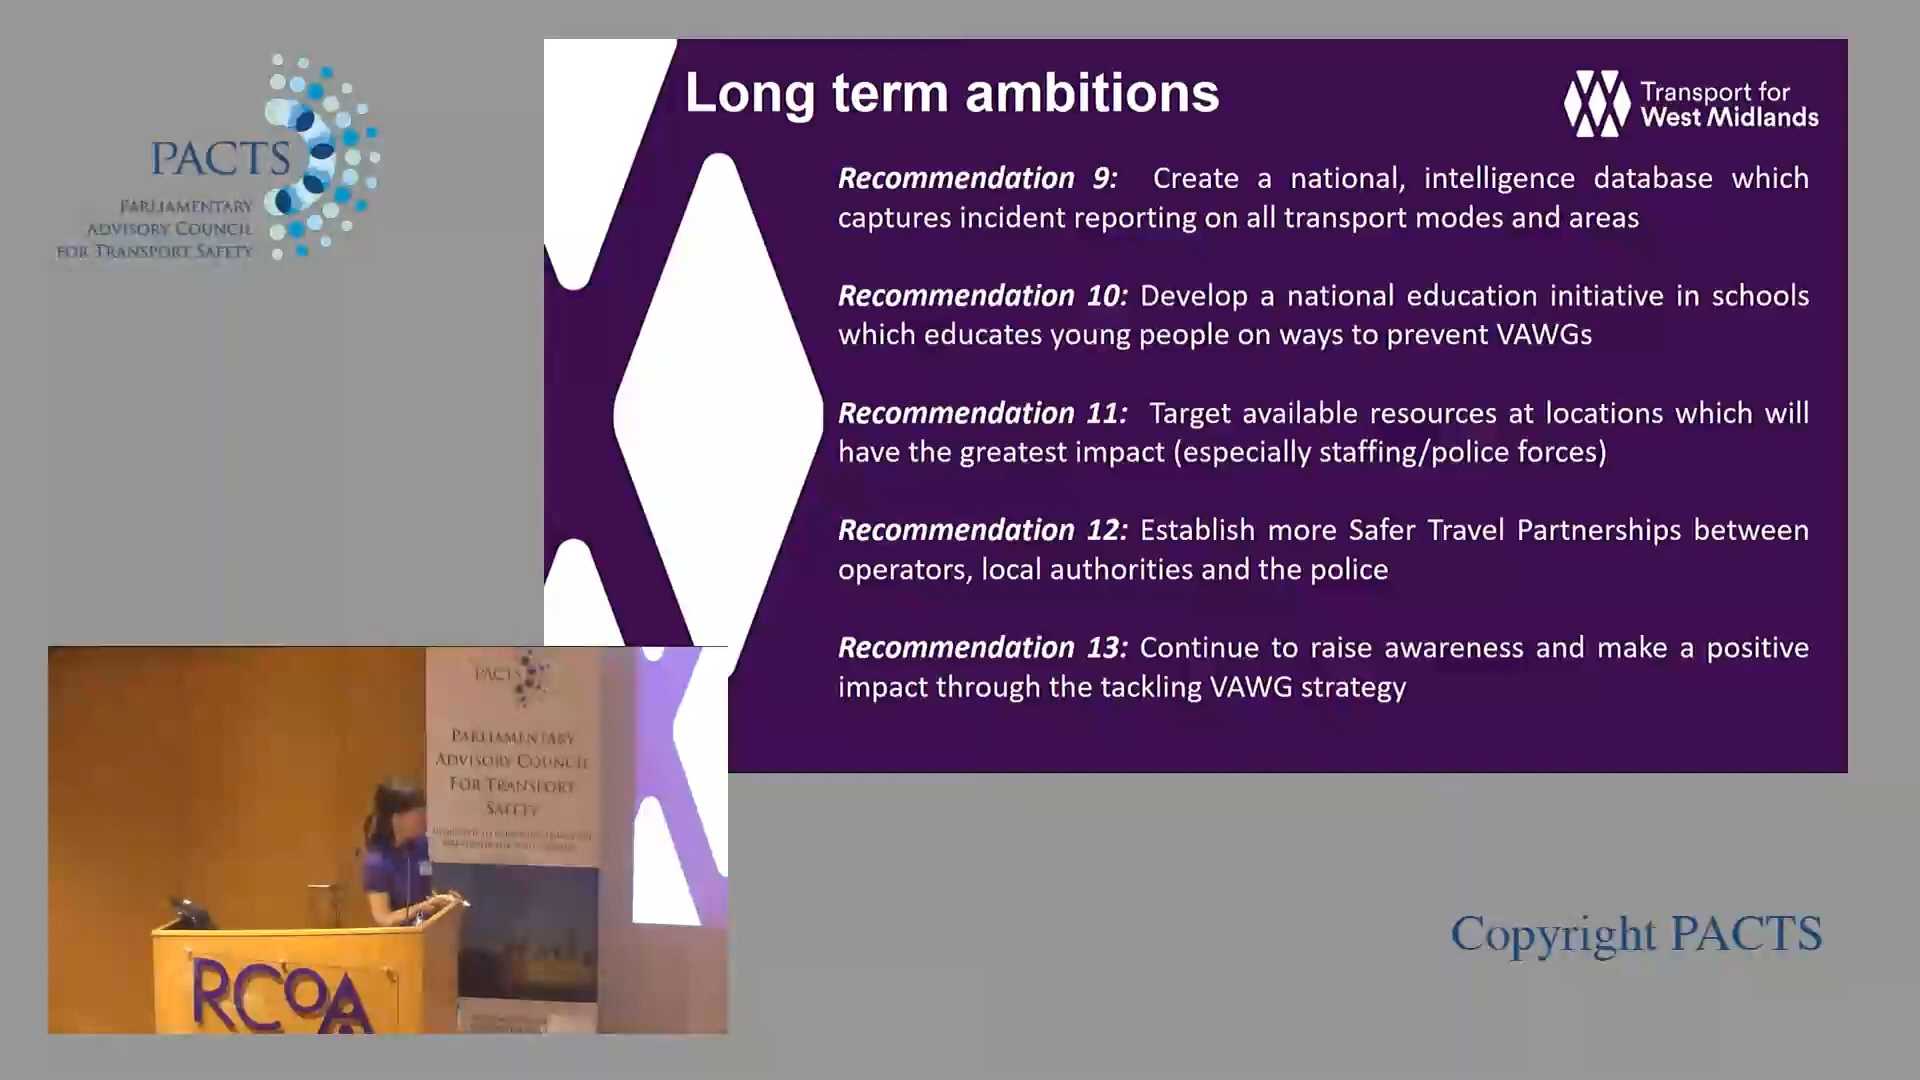 PACTS
PARLIAMENTARY
ADVISORY COUNCIL
FOR TRANSPORT SAFETY
Long term ambitions
Transport for
West Midlands
Recommendation 9: Create a national, intelligence database which
captures incident reporting on all transport modes and areas
Recommendation 10: Develop a national education initiative in schools
which educates young people on ways to prevent VAWGs
Recommendation 11: Target available resources at locations which will
have the greatest impact (especially staffing/police forces)
Recommendation 12: Establish more Safer Travel Partnerships between
operators, local authorities and the police
Recommendation 13: Continue to raise awareness and make a positive
impact through the tackling VAWG strategy
PACTS
PARLIAMENTARY
ADVISORY COUNCIL
FOR TRANSPORT
SAFETY
RCOA
Copyright PACTS